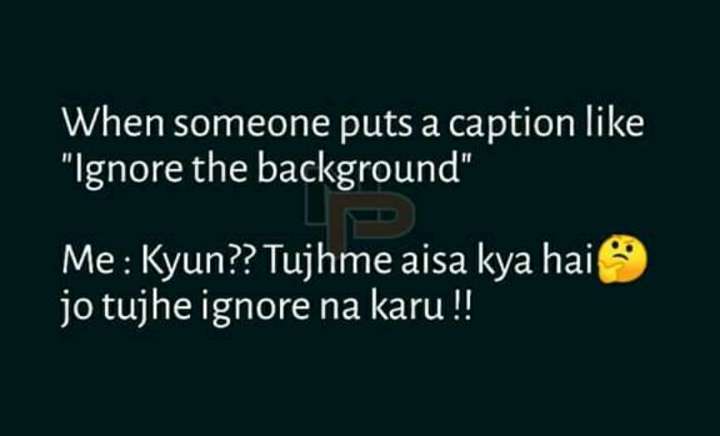 When someone puts a caption like
"Ignore the background"
Me : Kyun?? Tujhme aisa kya hai🤔
jo tujhe ignore na karu !!